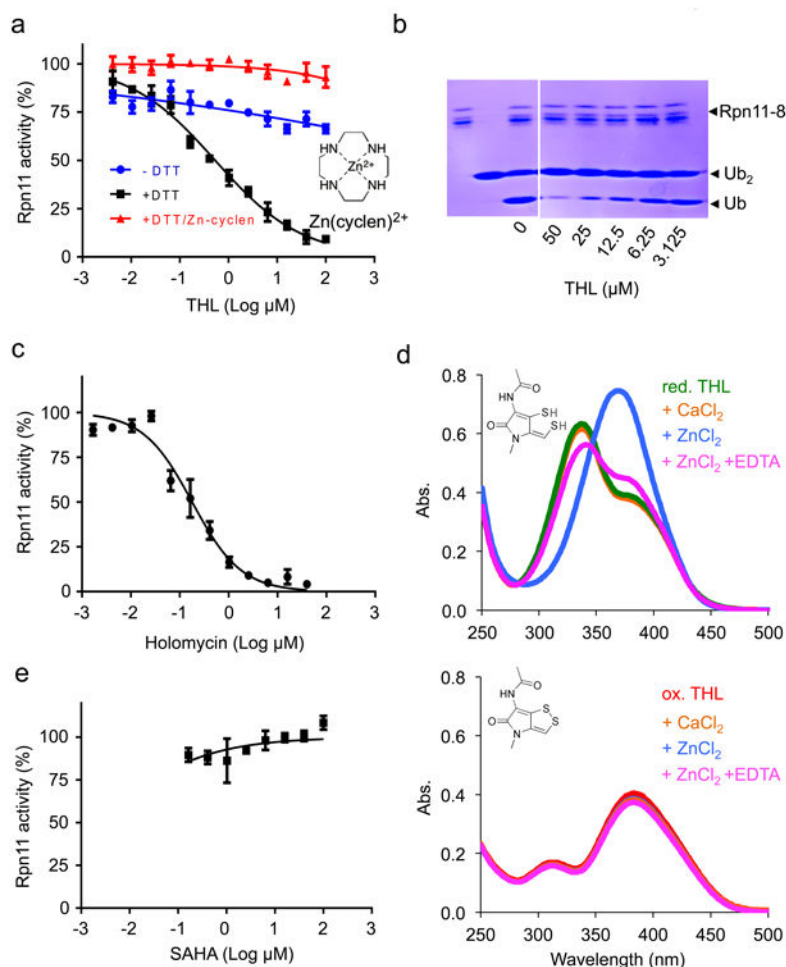 a
Rpn11 activity (%)
100
75
50
25
0
- DTT
+DTT
+DTT/Zn-cyclen
HN
NH
Zn2+
HN
NH
Zn(cyclen)2+
-3 -2 -1 0 1 2 3
THL (Log µM)
b
Rpn11-8
Ub2
Ub
0 50 25 12.5 6.25 3.125
THL (µM)
c
Rpn11 activity (%)
100
75
50
25
0
-3 -2 -1 0 1 2 3
Holomycin (Log µM)
d
Abs.
0.8
0.6
0.4
0.2
0.0
HN
O
SH
SH
O
N
red. THL
+ CaCl2
+ ZnCl2
+ ZnCl2 +EDTA
250 300 350 400 450 500
e
Rpn11 activity (%)
100
75
50
25
0
-3 -2 -1 0 1 2 3
SAHA (Log µM)
Abs.
0.8
0.6
0.4
0.2
0.0
HN
O
S
S
O
N
ox. THL
+ CaCl2
+ ZnCl2
+ ZnCl2 +EDTA
250 300 350 400 450 500
Wavelength (nm)